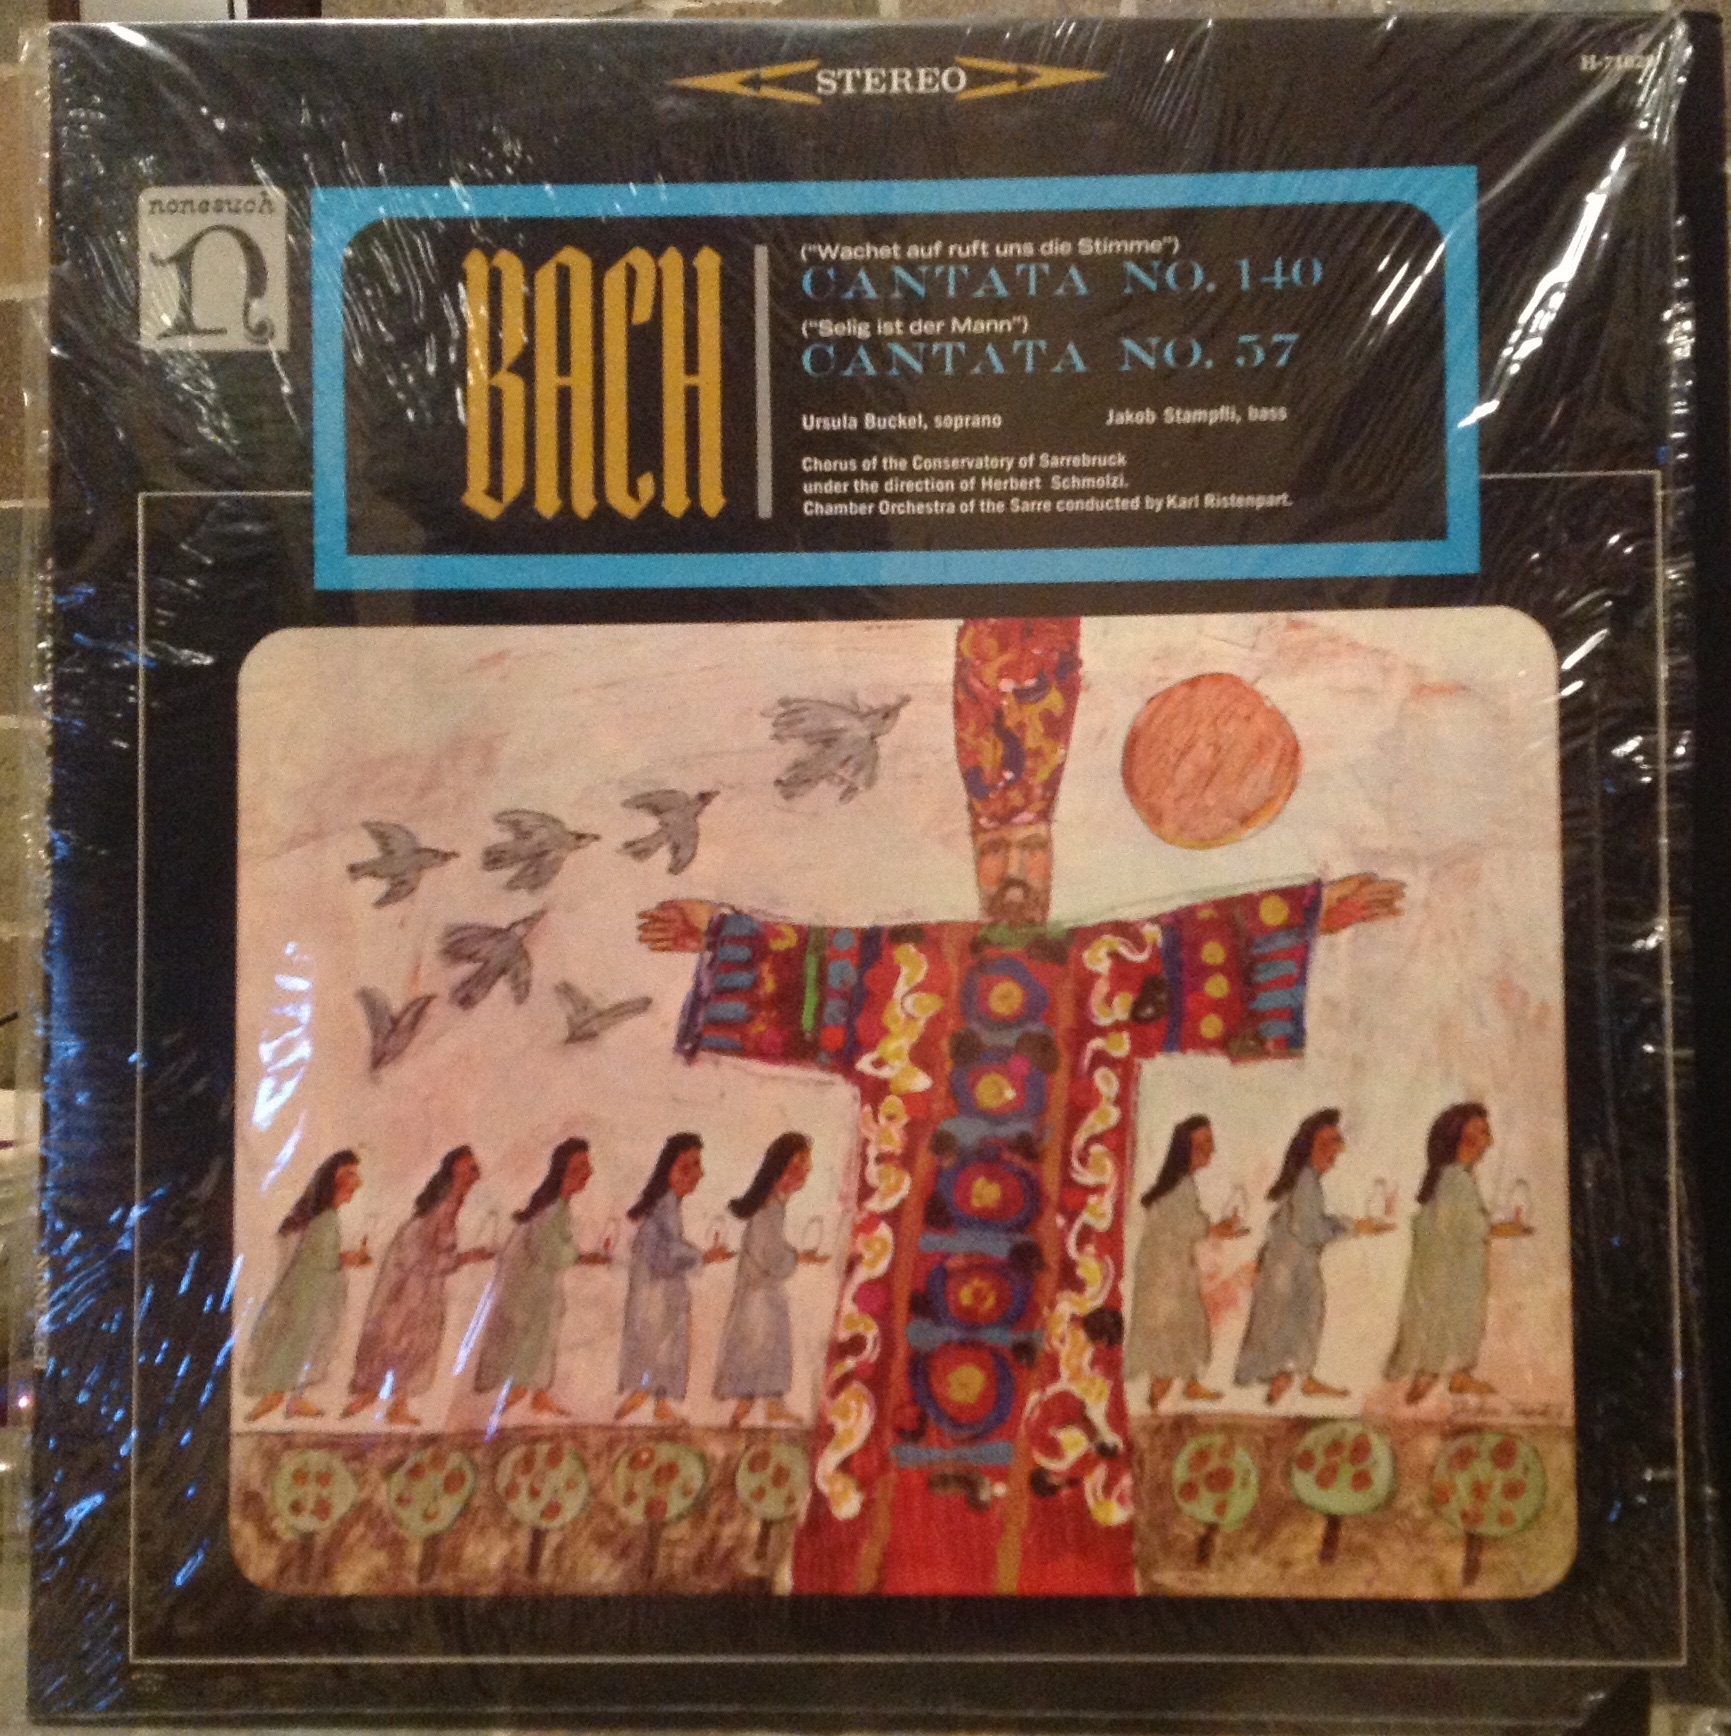 STEREO
nonesuch
n
BACH
("Wachet auf ruft uns die Stimme")
CANTATA NO. 140
("Selig ist der Mann")
CANTATA NO. 57
Ursula Buckel, soprano Jakob Stampfli, bass
Chorus of the Conservatory of Sarrebruck
under the direction of Herbert Schmolzi.
Chamber Orchestra of the Sarre conducted by Karl Ristenpart.